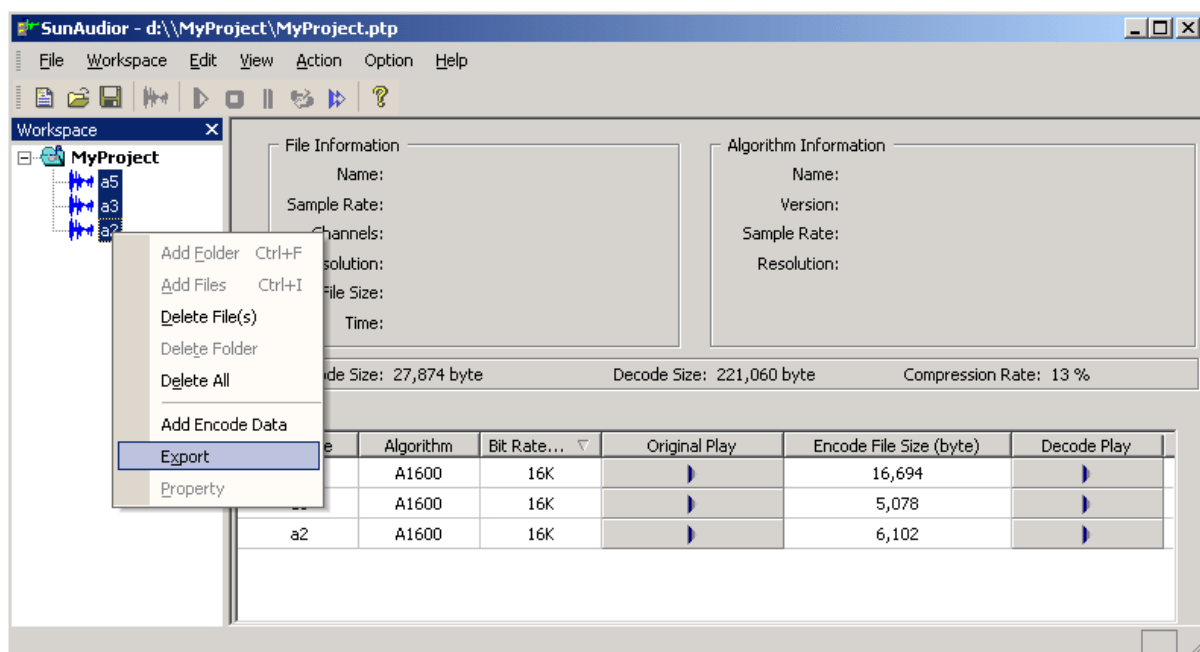 SunAudior - d:\\MyProject\MyProject.ptp
File Workspace Edit View Action Option Help
Workspace
MyProject
a5
a3
a2
Add Folder Ctrl+F
Add Files Ctrl+I
Delete File(s)
Delete Folder
Delete All
Add Encode Data
Export
Property
File Information
Name:
Sample Rate:
Channels:
solution:
File Size:
Time:
Algorithm Information
Name:
Version:
Sample Rate:
Resolution:
de Size: 27,874 byte Decode Size: 221,060 byte Compression Rate: 13 %
e Algorithm Bit Rate... Original Play Encode File Size (byte) Decode Play
A1600 16K 16,694
A1600 16K 5,078
a2 A1600 16K 6,102